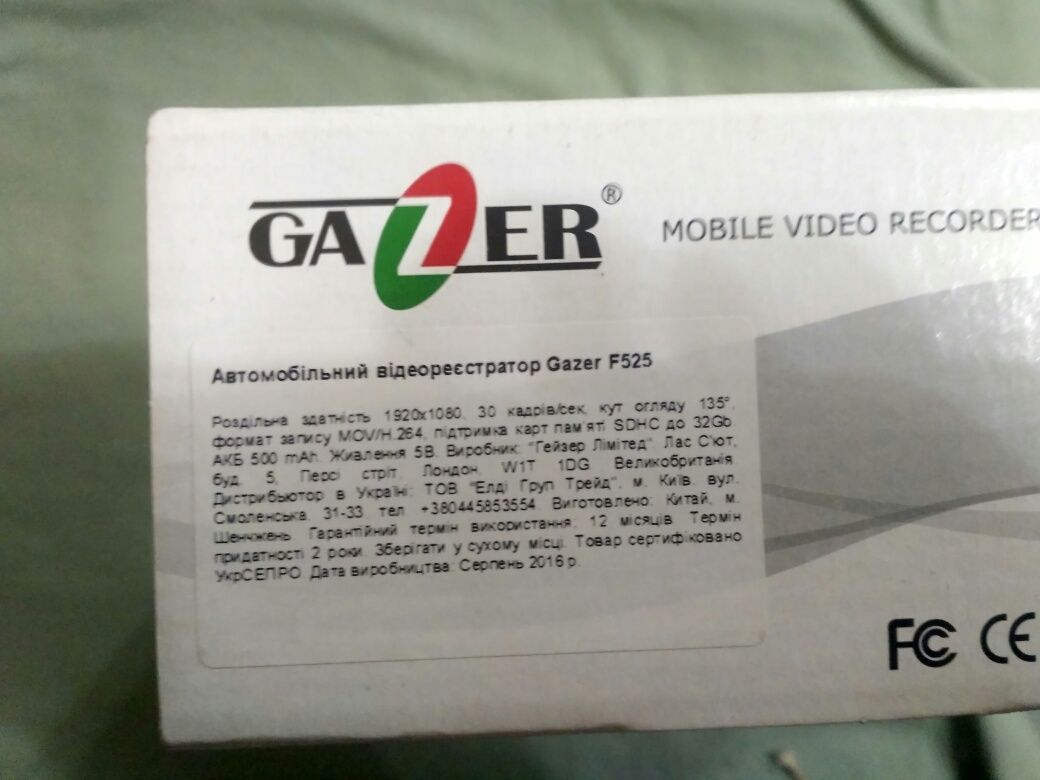 GAZER®
MOBILE VIDEO RECORDER
Автомобільний відеореєстратор Gazer F525
Роздільна здатність 1920x1080, 30 кадрів/сек, кут огляду 135°,
формат запису MOV/H.264, підтримка карт пам'яті SDHC до 32Gb
АКБ 500 mAh. Живлення 5В. Виробник: "Гейзер Лімітед". Лас С'ют,
буд. 5, Персі стріт, Лондон, W1T 1DG Великобританія.
Дистрибьютор в Україні: ТОВ "Елді Груп Трейд", м. Київ, вул.
Смоленська, 31-33 тел +380445853554. Виготовлено: Китай, м.
Шенчжень. Гарантійний термін використання: 12 місяців. Термін
придатності 2 роки. Зберігати у сухому місці. Товар сертифіковано
УкрСЕПРО. Дата виробництва: Серпень 2016 р.
FC CE